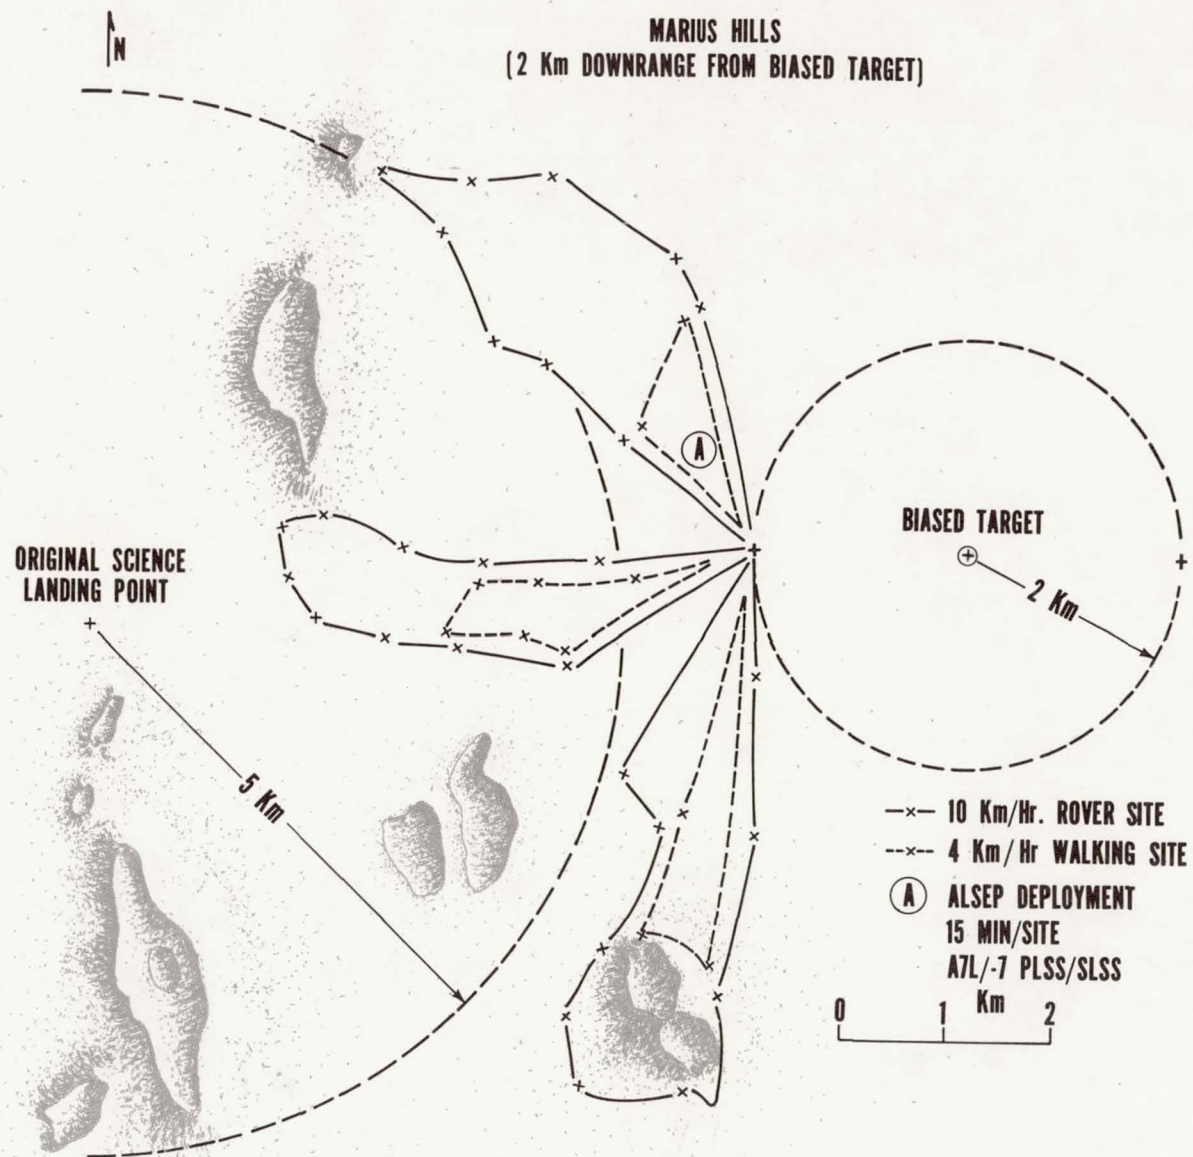 N
MARIUS HILLS
(2 Km DOWNRANGE FROM BIASED TARGET)
A
BIASED TARGET
2 Km
ORIGINAL SCIENCE
LANDING POINT
5 Km
—x— 10 Km/Hr. ROVER SITE
--x-- 4 Km/Hr WALKING SITE
A ALSEP DEPLOYMENT
15 MIN/SITE
A7L/-7 PLSS/SLSS
Km
0 1 2